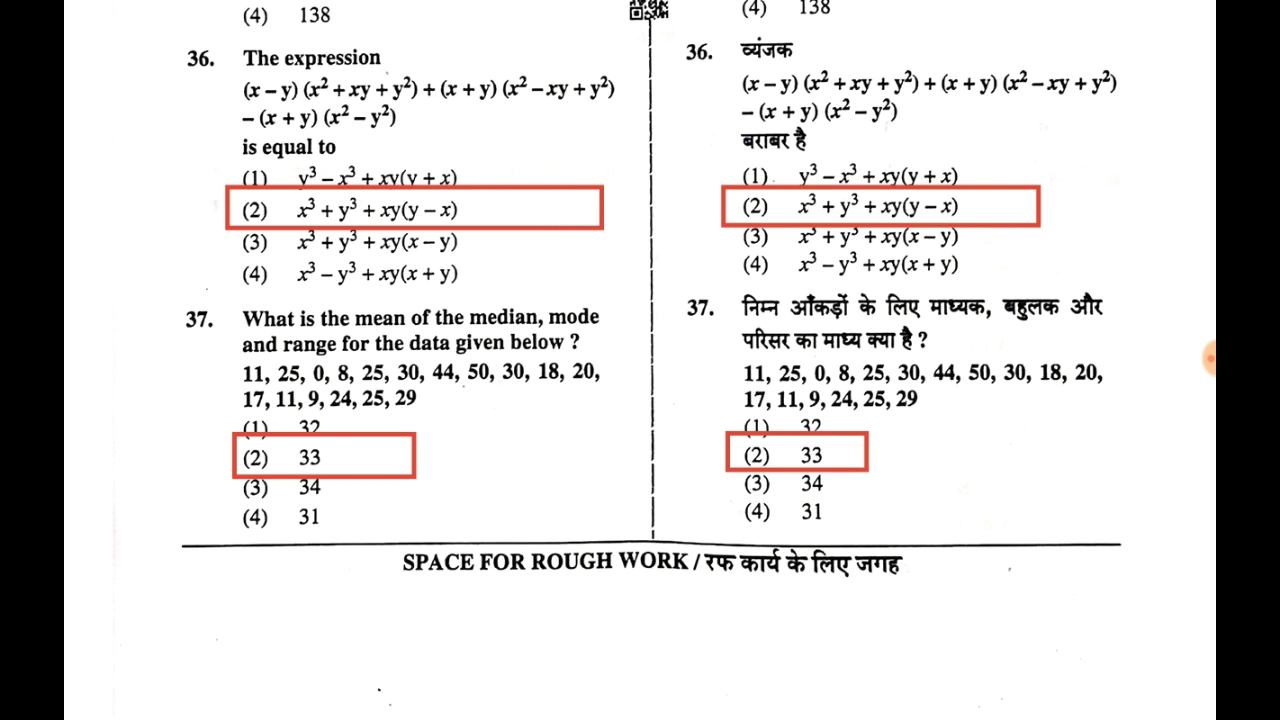 (4) 138
36. The expression
(x – y) (x² + xy + y²) + (x + y) (x² – xy + y²)
– (x + y) (x² – y²)
is equal to
(1) y³ – x³ + xy(y + x)
(2) x³ + y³ + xy(y – x)
(3) x³ + y³ + xy(x – y)
(4) x³ – y³ + xy(x + y)
37. What is the mean of the median, mode
and range for the data given below ?
11, 25, 0, 8, 25, 30, 44, 50, 30, 18, 20,
17, 11, 9, 24, 25, 29
(1) 32
(2) 33
(3) 34
(4) 31
(4) 138
36. व्यंजक
(x – y) (x² + xy + y²) + (x + y) (x² – xy + y²)
– (x + y) (x² – y²)
बराबर है
(1) y³ – x³ + xy(y + x)
(2) x³ + y³ + xy(y – x)
(3) x³ + y³ + xy(x – y)
(4) x³ – y³ + xy(x + y)
37. निम्न आँकड़ों के लिए माध्यक, बहुलक और
परिसर का माध्य क्या है ?
11, 25, 0, 8, 25, 30, 44, 50, 30, 18, 20,
17, 11, 9, 24, 25, 29
(1) 32
(2) 33
(3) 34
(4) 31
SPACE FOR ROUGH WORK / रफ कार्य के लिए जगह